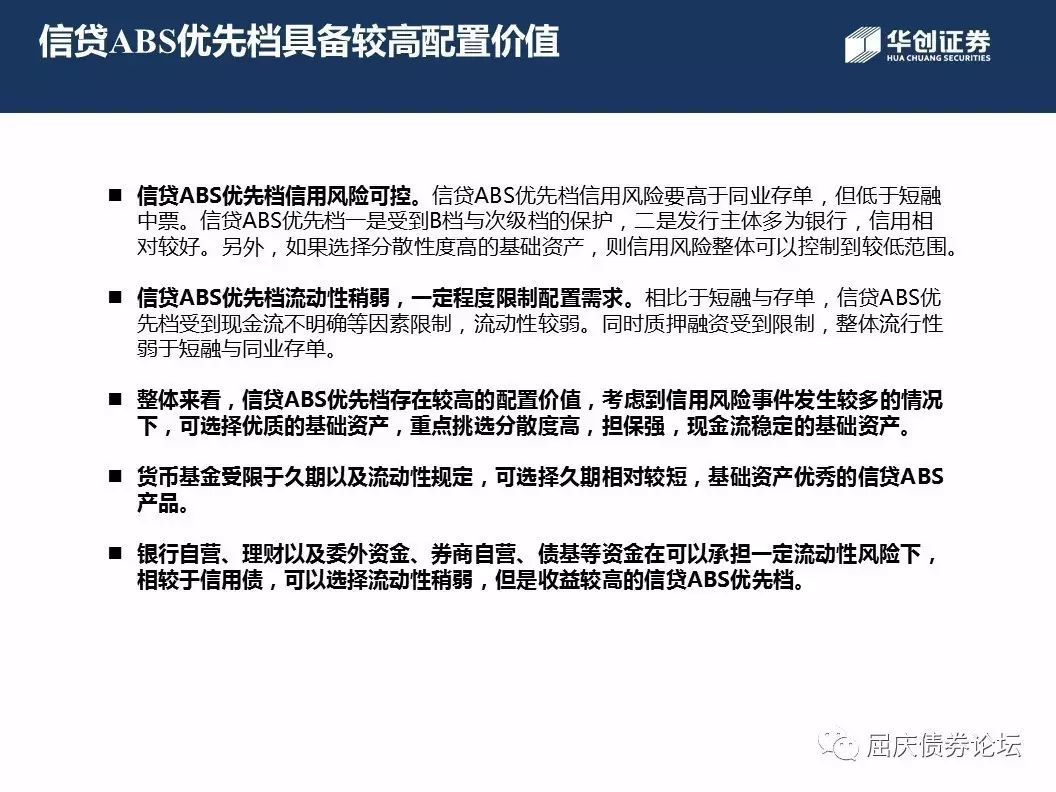 信贷ABS优先档具备较高配置价值
华创证券
HUA CHUANG SECURITIES
■ 信贷ABS优先档信用风险可控。信贷ABS优先档信用风险要高于同业存单，但低于短融
中票。信贷ABS优先档一是受到B档与次级档的保护，二是发行主体多为银行，信用相
对较好。另外，如果选择分散性度高的基础资产，则信用风险整体可以控制到较低范围。
■ 信贷ABS优先档流动性稍弱，一定程度限制配置需求。相比于短融与存单，信贷ABS优
先档受到现金流不明确等因素限制，流动性较弱。同时质押融资受到限制，整体流行性
弱于短融与同业存单。
■ 整体来看，信贷ABS优先档存在较高的配置价值，考虑到信用风险事件发生较多的情况
下，可选择优质的基础资产，重点挑选分散度高，担保强，现金流稳定的基础资产。
■ 货币基金受限于久期以及流动性规定，可选择久期相对较短，基础资产优秀的信贷ABS
产品。
■ 银行自营、理财以及委外资金、券商自营、债基等资金在可以承担一定流动性风险下，
相较于信用债，可以选择流动性稍弱，但是收益较高的信贷ABS优先档。
屈庆债券论坛